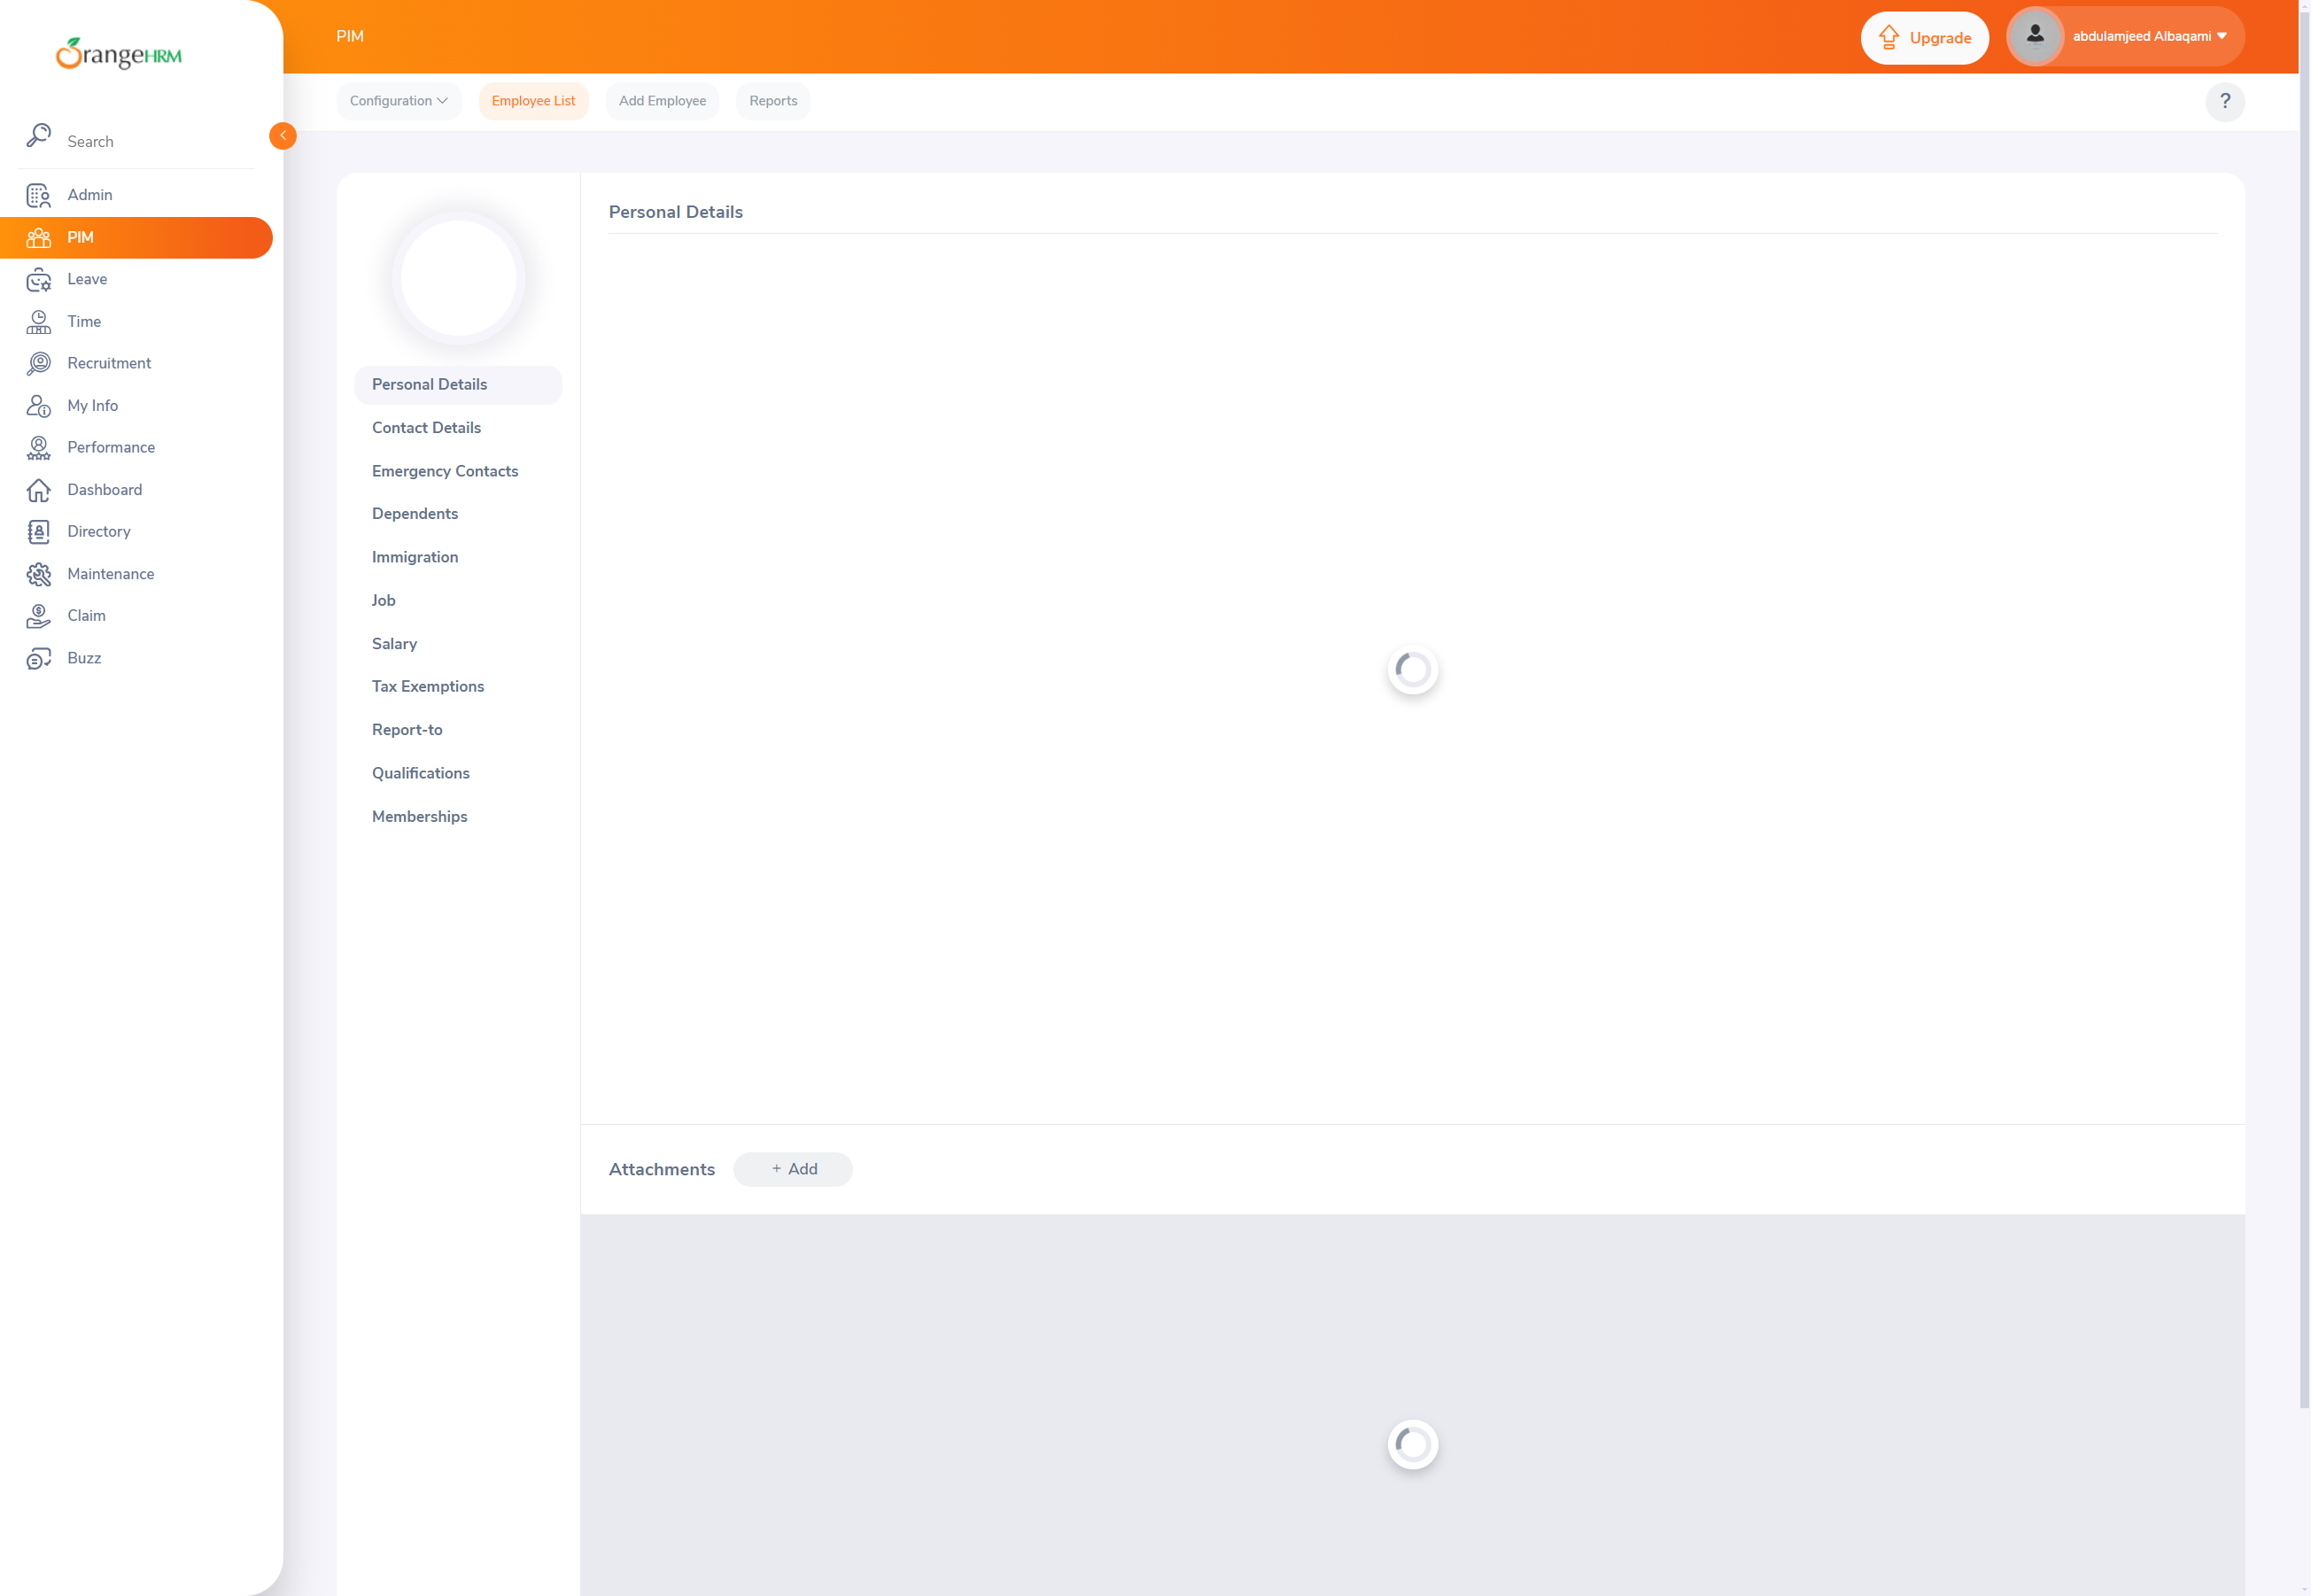 OrangeHRM
Search
Admin
PIM
Leave
Time
Recruitment
My Info
Performance
Dashboard
Directory
Maintenance
Claim
Buzz
PIM
Upgrade
abdulamjeed Albaqami
Configuration
Employee List
Add Employee
Reports
?
Personal Details
Contact Details
Emergency Contacts
Dependents
Immigration
Job
Salary
Tax Exemptions
Report-to
Qualifications
Memberships
Personal Details
Attachments
+ Add